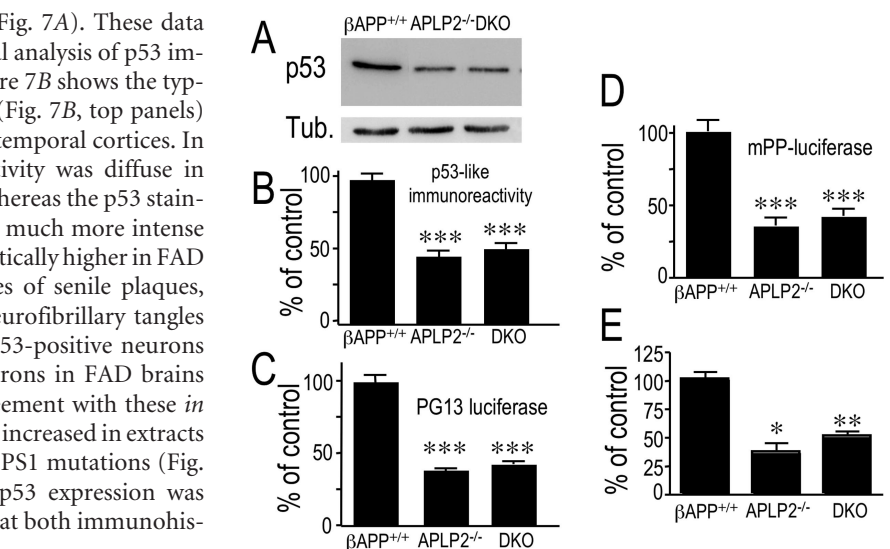 Fig. 7A). These data
al analysis of p53 im-
re 7B shows the typ-
(Fig. 7B, top panels)
temporal cortices. In
tivity was diffuse in
hereas the p53 stain-
much more intense
tically higher in FAD
es of senile plaques,
eurofibrillary tangles
53-positive neurons
rons in FAD brains
eement with these in
increased in extracts
PS1 mutations (Fig.
p53 expression was
at both immunohis-
A
βAPP+/+ APLP2-/- DKO
p53
Tub.
B
p53-like
immunoreactivity
% of control
100
50
0
***
***
βAPP+/+ APLP2-/- DKO
C
PG13 luciferase
% of control
100
50
0
***
***
βAPP+/+ APLP2-/- DKO
D
mPP-luciferase
% of control
100
50
0
***
***
βAPP+/+ APLP2-/- DKO
E
% of control
125
100
75
50
25
0
*
**
βAPP+/+ APLP2-/- DKO